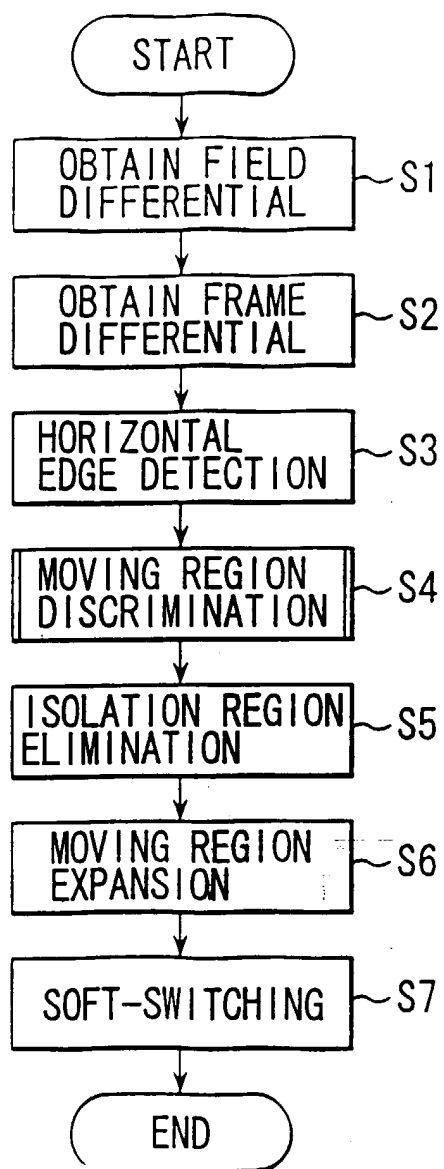 START
OBTAIN FIELD
DIFFERENTIAL
S1
OBTAIN FRAME
DIFFERENTIAL
S2
HORIZONTAL
EDGE DETECTION
S3
MOVING REGION
DISCRIMINATION
S4
ISOLATION REGION
ELIMINATION
S5
MOVING REGION
EXPANSION
S6
SOFT-SWITCHING
S7
END